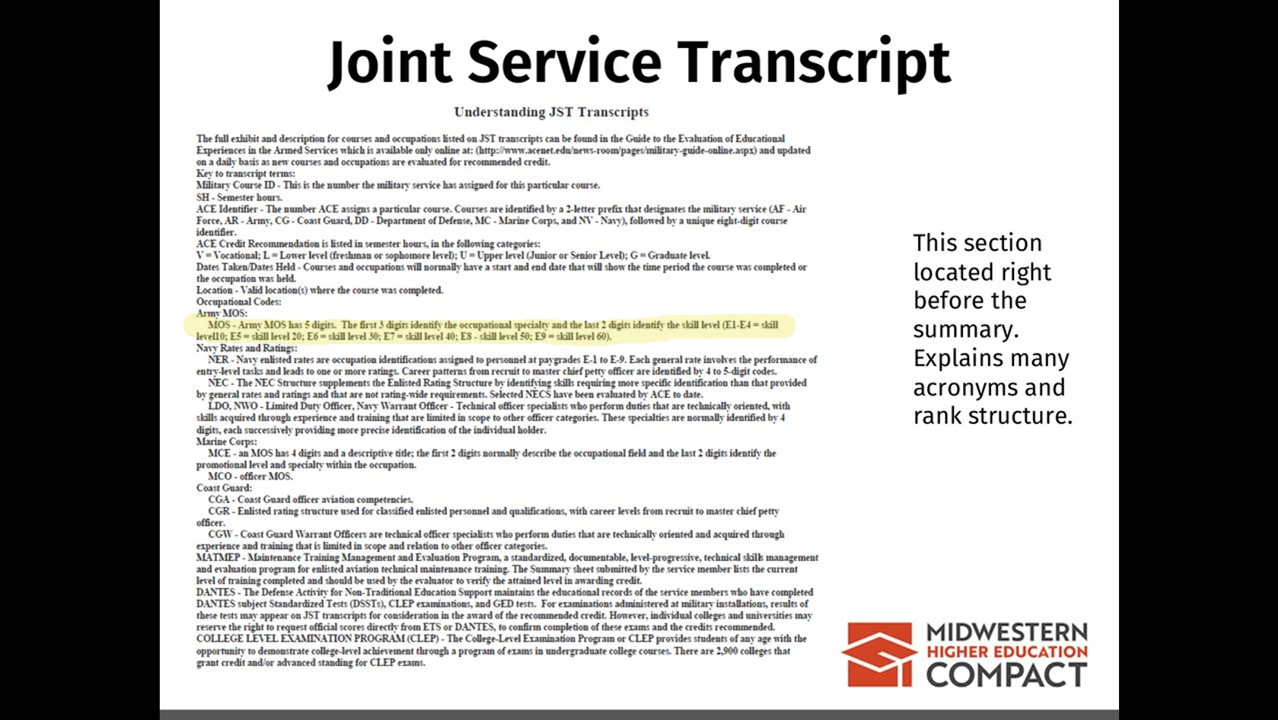 Joint Service Transcript
Understanding JST Transcripts
The full exhibit and description for courses and occupations listed on JST transcripts can be found in the Guide to the Evaluation of Educational
Experiences in the Armed Services which is available only online at: (http://www.acenet.edu/news-room/pages/military-guide-online.aspx) and updated
on a daily basis as new courses and occupations are evaluated for recommended credit.
Key to transcript terms:
Military Course ID - This is the number the military service has assigned for this particular course.
SH - Semester hours.
ACE Identifier - The number ACE assigns a particular course. Courses are identified by a 2-letter prefix that designates the military service (AF - Air
Force, AR - Army, CG - Coast Guard, DD - Department of Defense, MC - Marine Corps, and NV - Navy), followed by a unique eight-digit course
identifier.
ACE Credit Recommendation is listed in semester hours, in the following categories:
V = Vocational; L = Lower level (freshman or sophomore level); U = Upper level (Junior or Senior Level); G = Graduate level.
Dates Taken/Dates Held - Courses and occupations will normally have a start and end date that will show the time period the course was completed or
the occupation was held.
Location - Valid location(s) where the course was completed.
Occupational Codes:
Army MOS:
MOS - Army MOS has 5 digits. The first 3 digits identify the occupational specialty and the last 2 digits identify the skill level (E1-E4 = skill
level10; E5 = skill level 20; E6 = skill level 30; E7 = skill level 40; E8 - skill level 50; E9 = skill level 60).
Navy Rates and Ratings:
NER - Navy enlisted rates are occupation identifications assigned to personnel at paygrades E-1 to E-9. Each general rate involves the performance of
entry-level tasks and leads to one or more ratings. Career patterns from recruit to master chief petty officer are identified by 4 to 5-digit codes.
NEC - The NEC Structure supplements the Enlisted Rating Structure by identifying skills requiring more specific identification than that provided
by general rates and ratings and that are not rating-wide requirements. Selected NECS have been evaluated by ACE to date.
LDO, NWO - Limited Duty Officer, Navy Warrant Officer - Technical officer specialists who perform duties that are technically oriented, with
skills acquired through experience and training that are limited in scope to other officer categories. These specialties are normally identified by 4
digits, each successively providing more precise identification of the individual holder.
Marine Corps:
MCE - an MOS has 4 digits and a descriptive title; the first 2 digits normally describe the occupational field and the last 2 digits identify the
promotional level and specialty within the occupation.
MCO - officer MOS.
Coast Guard:
CGA - Coast Guard officer aviation competencies.
CGR - Enlisted rating structure used for classified enlisted personnel and qualifications, with career levels from recruit to master chief petty
officer.
CGW - Coast Guard Warrant Officers are technical officer specialists who perform duties that are technically oriented and acquired through
experience and training that is limited in scope and relation to other officer categories.
MATMEP - Maintenance Training Management and Evaluation Program, a standardized, documentable, level-progressive, technical skills management
and evaluation program for enlisted aviation technical maintenance training. The Summary sheet submitted by the service member lists the current
level of training completed and should be used by the evaluator to verify the attained level in awarding credit.
DANTES - The Defense Activity for Non-Traditional Education Support maintains the educational records of the service members who have completed
DANTES subject Standardized Tests (DSSTs), CLEP examinations, and GED tests. For examinations administered at military installations, results of
these tests may appear on JST transcripts for consideration in the award of the recommended credit. However, individual colleges and universities may
reserve the right to request official scores directly from ETS or DANTES, to confirm completion of these exams and the credits recommended.
COLLEGE LEVEL EXAMINATION PROGRAM (CLEP) - The College-Level Examination Program or CLEP provides students of any age with the
opportunity to demonstrate college-level achievement through a program of exams in undergraduate college courses. There are 2,900 colleges that
grant credit and/or advanced standing for CLEP exams.
This section
located right
before the
summary.
Explains many
acronyms and
rank structure.
MIDWESTERN
HIGHER EDUCATION
COMPACT